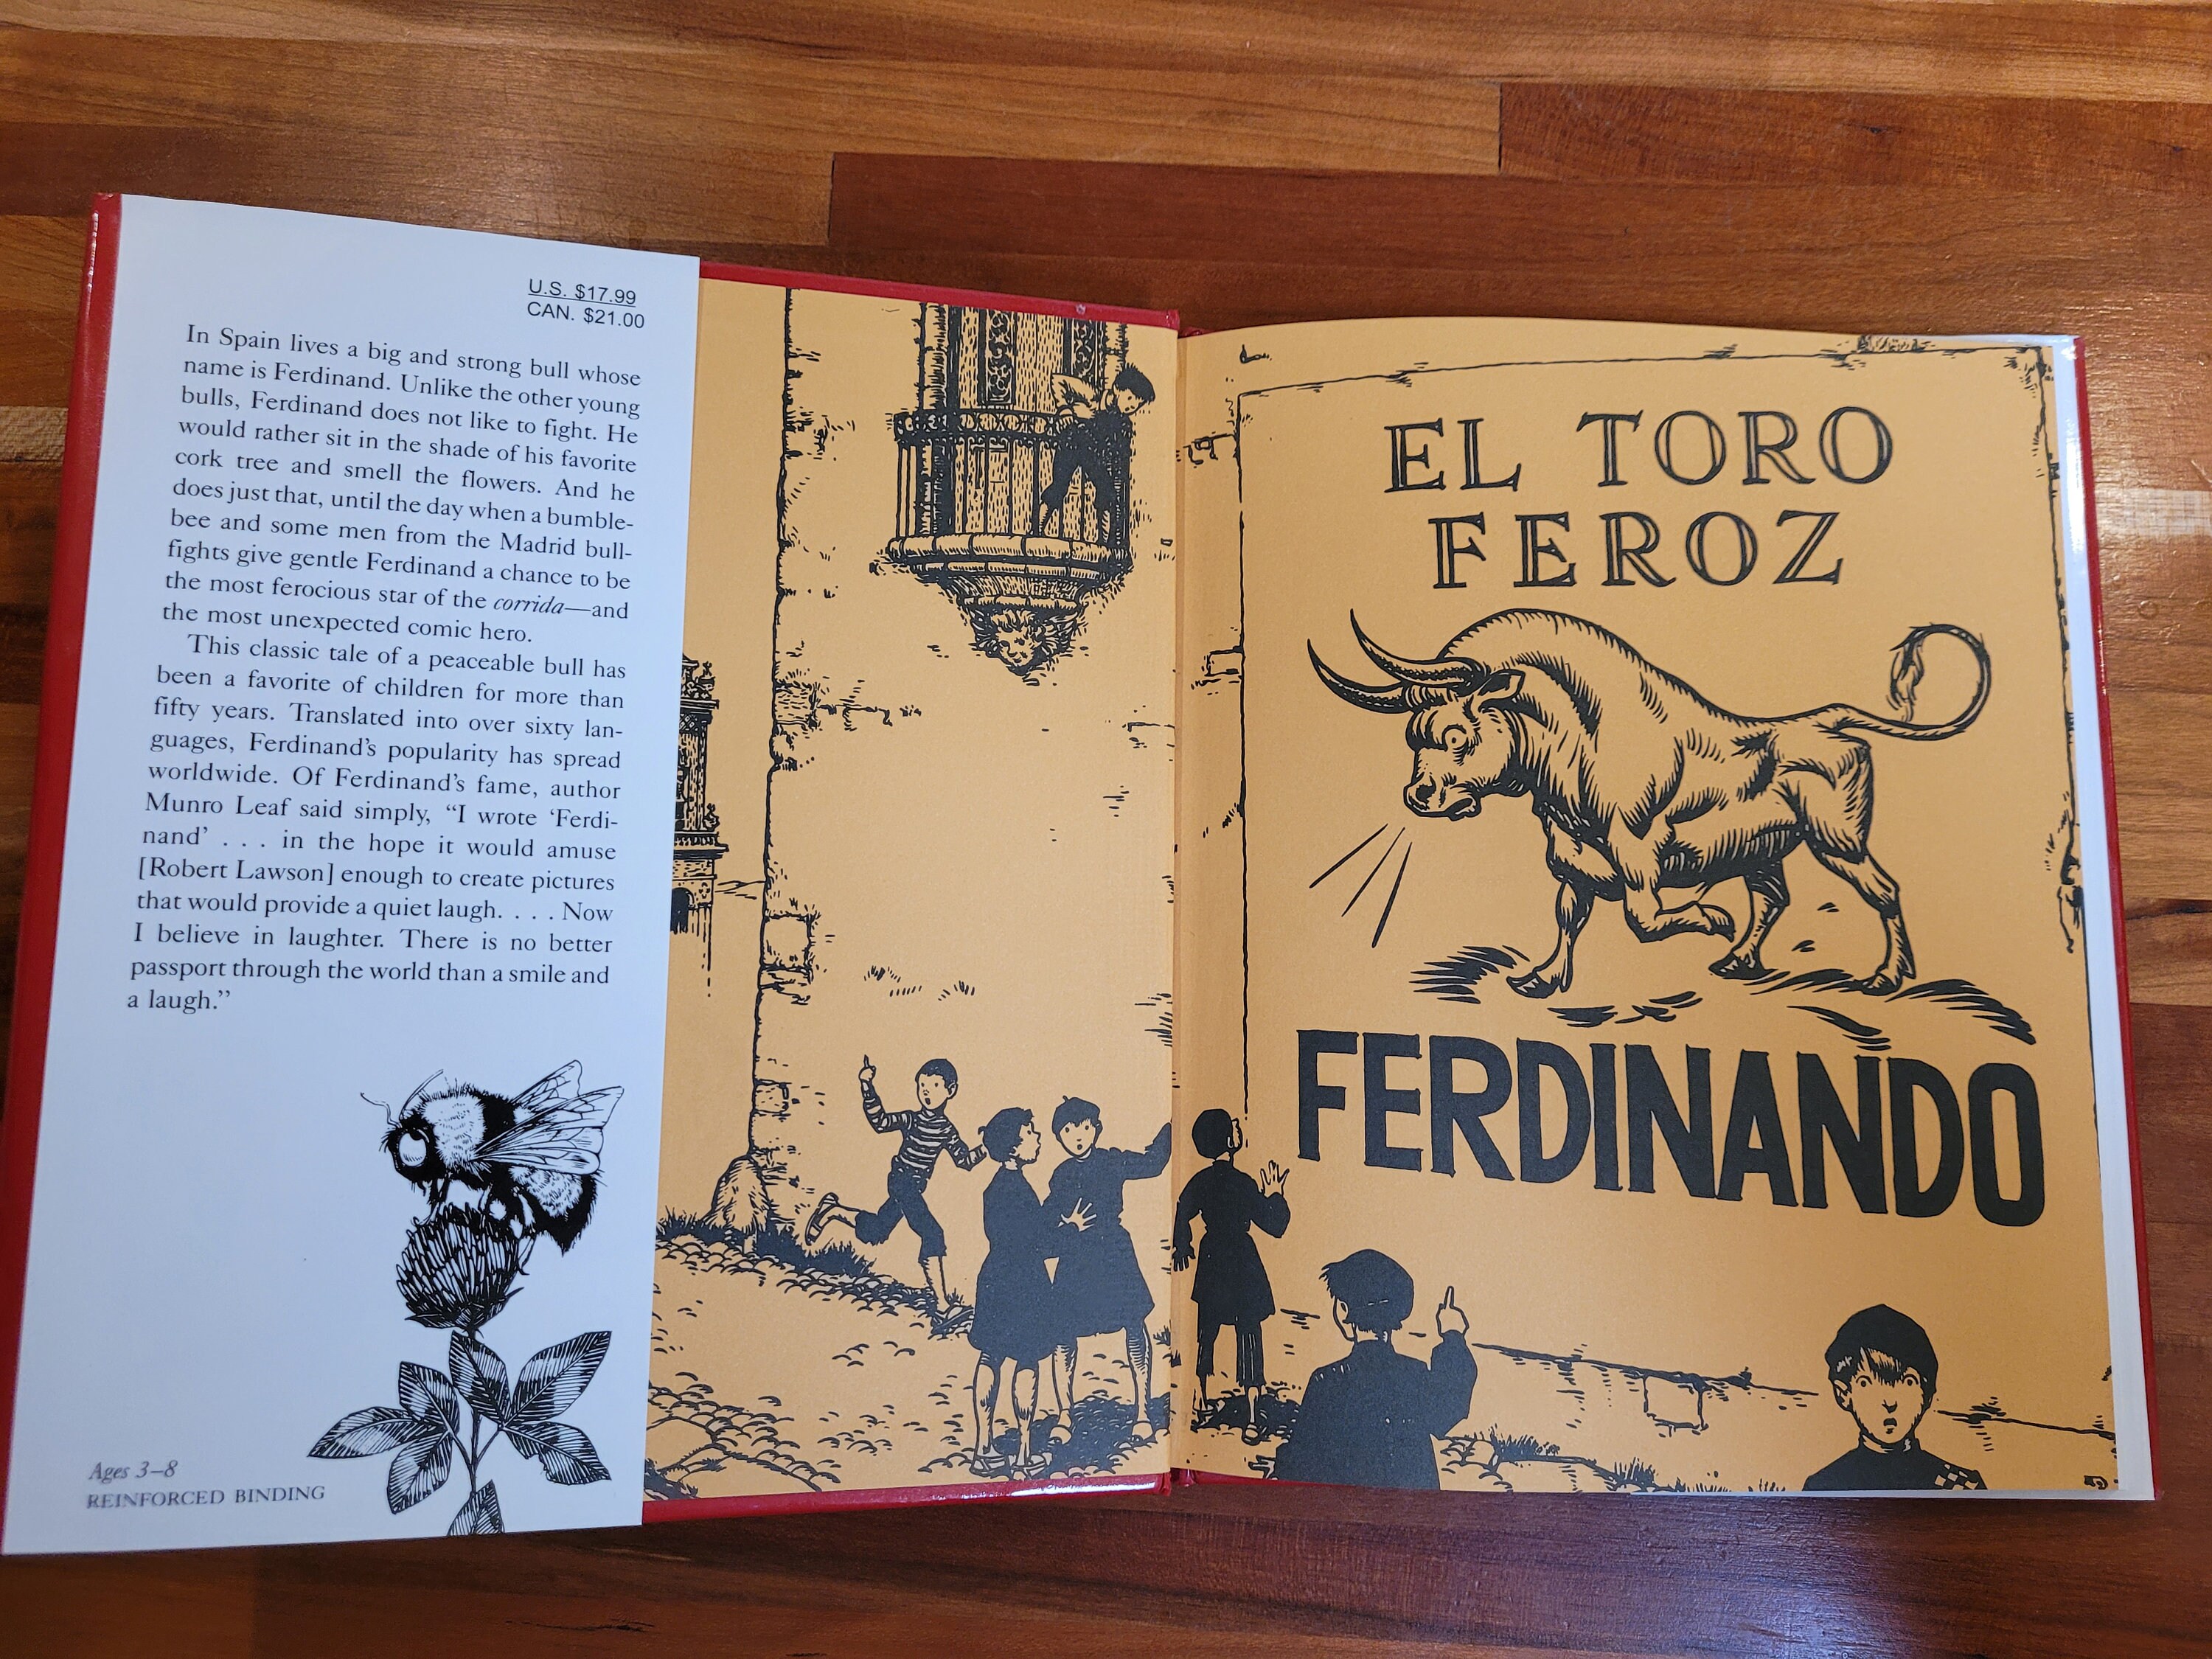 U.S. $17.99
CAN. $21.00
In Spain lives a big and strong bull whose
name is Ferdinand. Unlike the other young
bulls, Ferdinand does not like to fight. He
would rather sit in the shade of his favorite
cork tree and smell the flowers. And he
does just that, until the day when a bumble-
bee and some men from the Madrid bull-
fights give gentle Ferdinand a chance to be
the most ferocious star of the corrida—and
the most unexpected comic hero.
This classic tale of a peaceable bull has
been a favorite of children for more than
fifty years. Translated into over sixty lan-
guages, Ferdinand's popularity has spread
worldwide. Of Ferdinand's fame, author
Munro Leaf said simply, “I wrote ‘Ferdi-
nand’ . . . in the hope it would amuse
[Robert Lawson] enough to create pictures
that would provide a quiet laugh. . . . Now
I believe in laughter. There is no better
passport through the world than a smile and
a laugh.”
Ages 3–8
REINFORCED BINDING
EL TORO
FEROZ
FERDINANDO